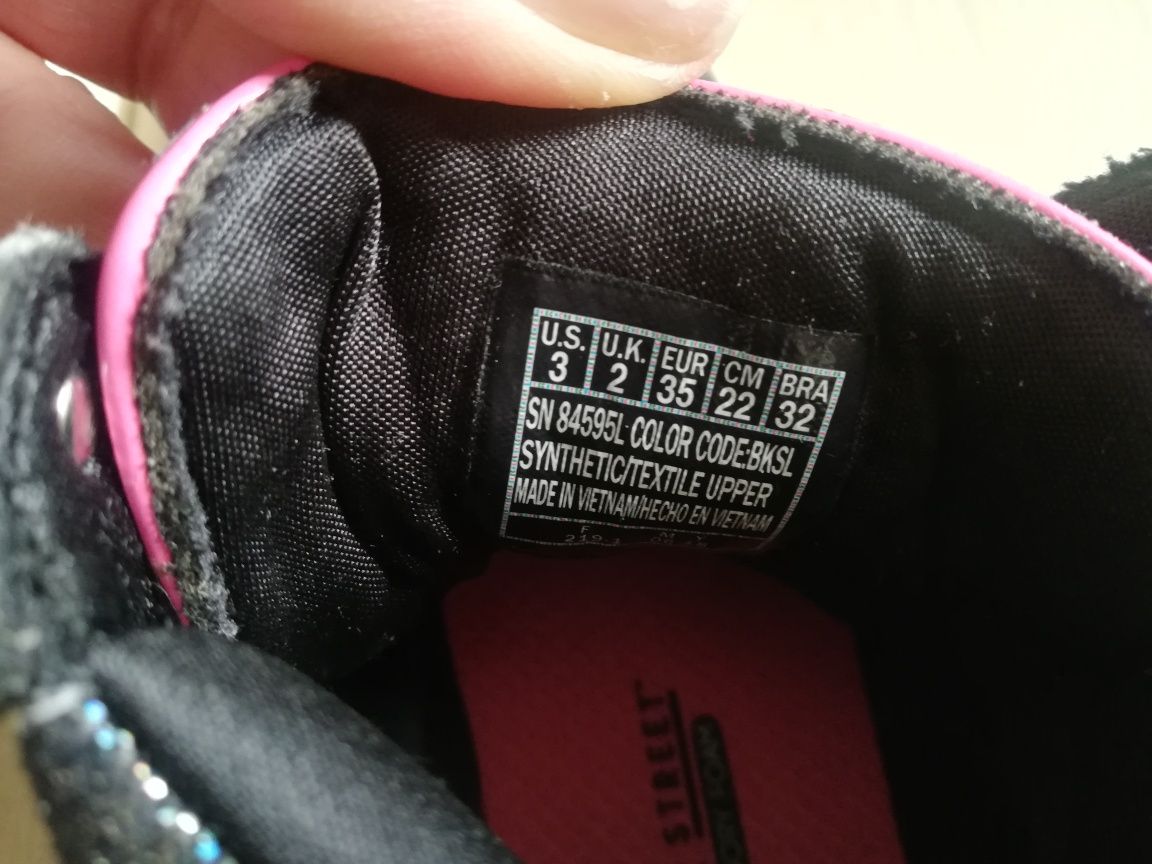 U.S. U.K. EUR CM BRA
3 2 35 22 32
SN 84595L COLOR CODE:BKSL
SYNTHETIC/TEXTILE UPPER
MADE IN VIETNAM/HECHO EN VIETNAM
STREET™